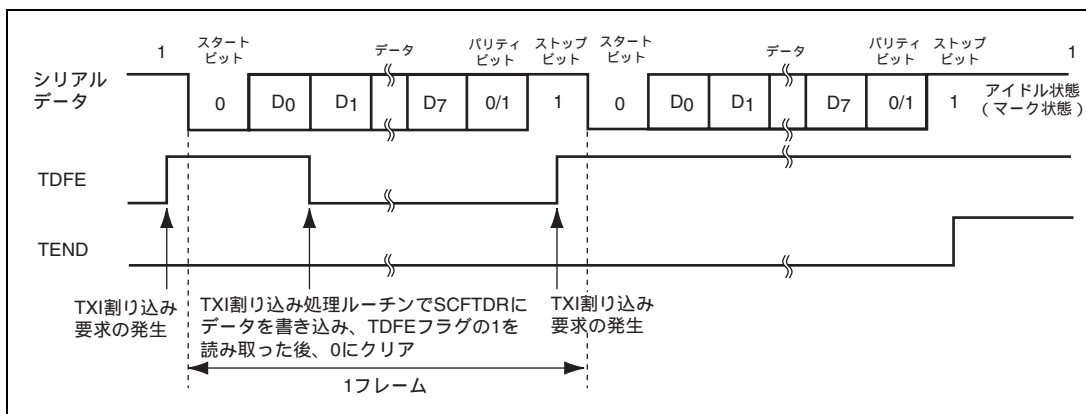 1 スタート
ビット データ パリティ
ビット ストップ
ビット スタート
ビット データ パリティ
ビット ストップ
ビット 1
シリアル
データ 0 D0 D1 D7 0/1 1 0 D0 D1 D7 0/1 1 アイドル状態
(マーク状態)
TDFE
TEND
TXI割り込み
要求の発生
TXI割り込み処理ルーチンでSCFTDRに
データを書き込み、TDFEフラグの1を
読み取った後、0にクリア
TXI割り込み
要求の発生
1フレーム